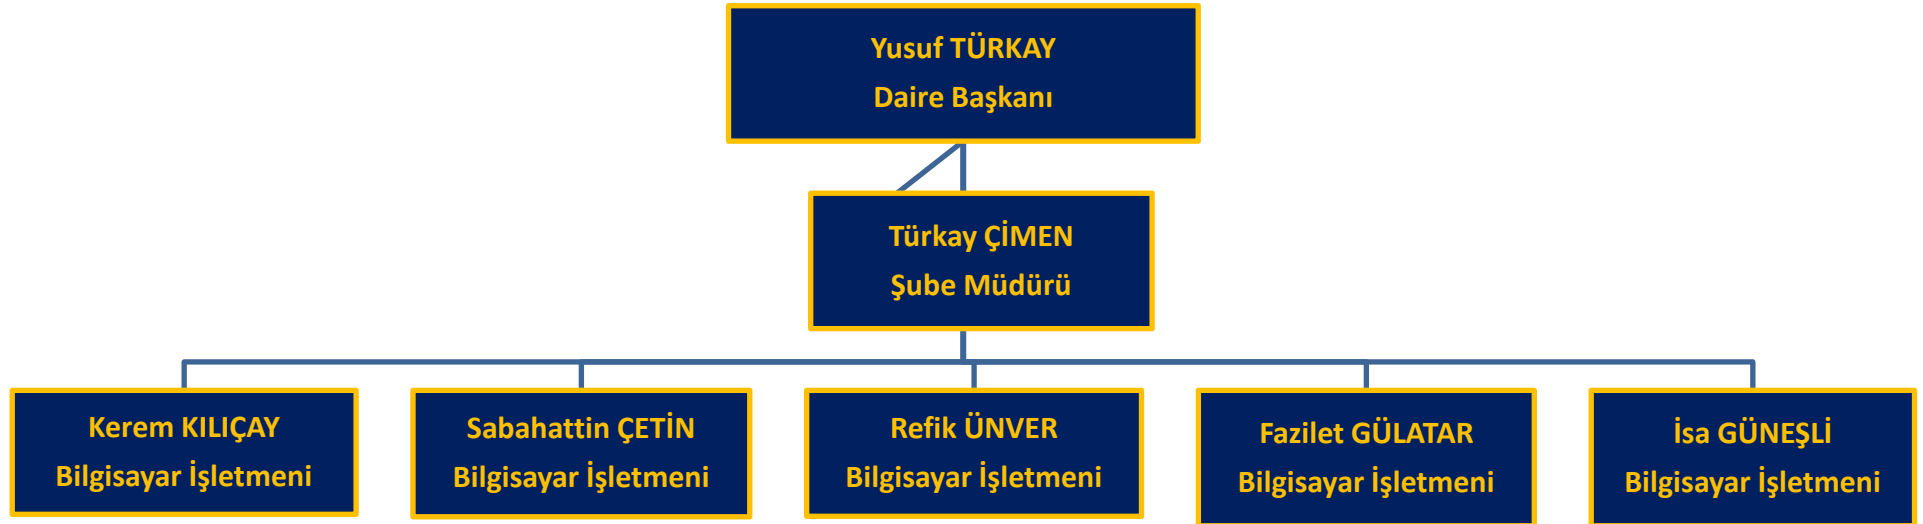 Yusuf TÜRKAY
Daire Başkanı
Türkay ÇİMEN
Şube Müdürü
Kerem KILIÇAY
Bilgisayar İşletmeni
Sabahattin ÇETİN
Bilgisayar İşletmeni
Refik ÜNVER
Bilgisayar İşletmeni
Fazilet GÜLATAR
Bilgisayar İşletmeni
İsa GÜNEŞLİ
Bilgisayar İşletmeni